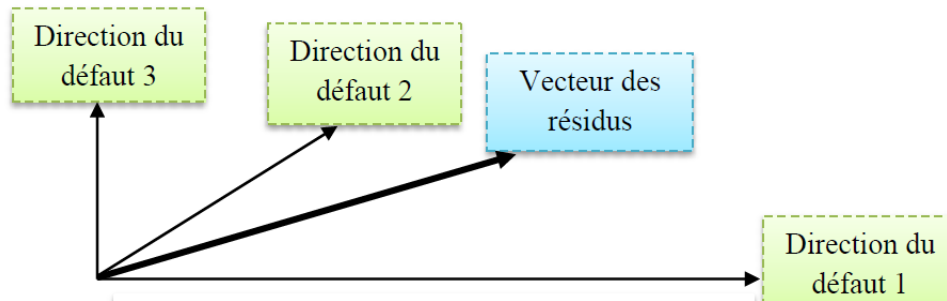 Direction du
défaut 3
Direction du
défaut 2
Vecteur des
résidus
Direction du
défaut 1